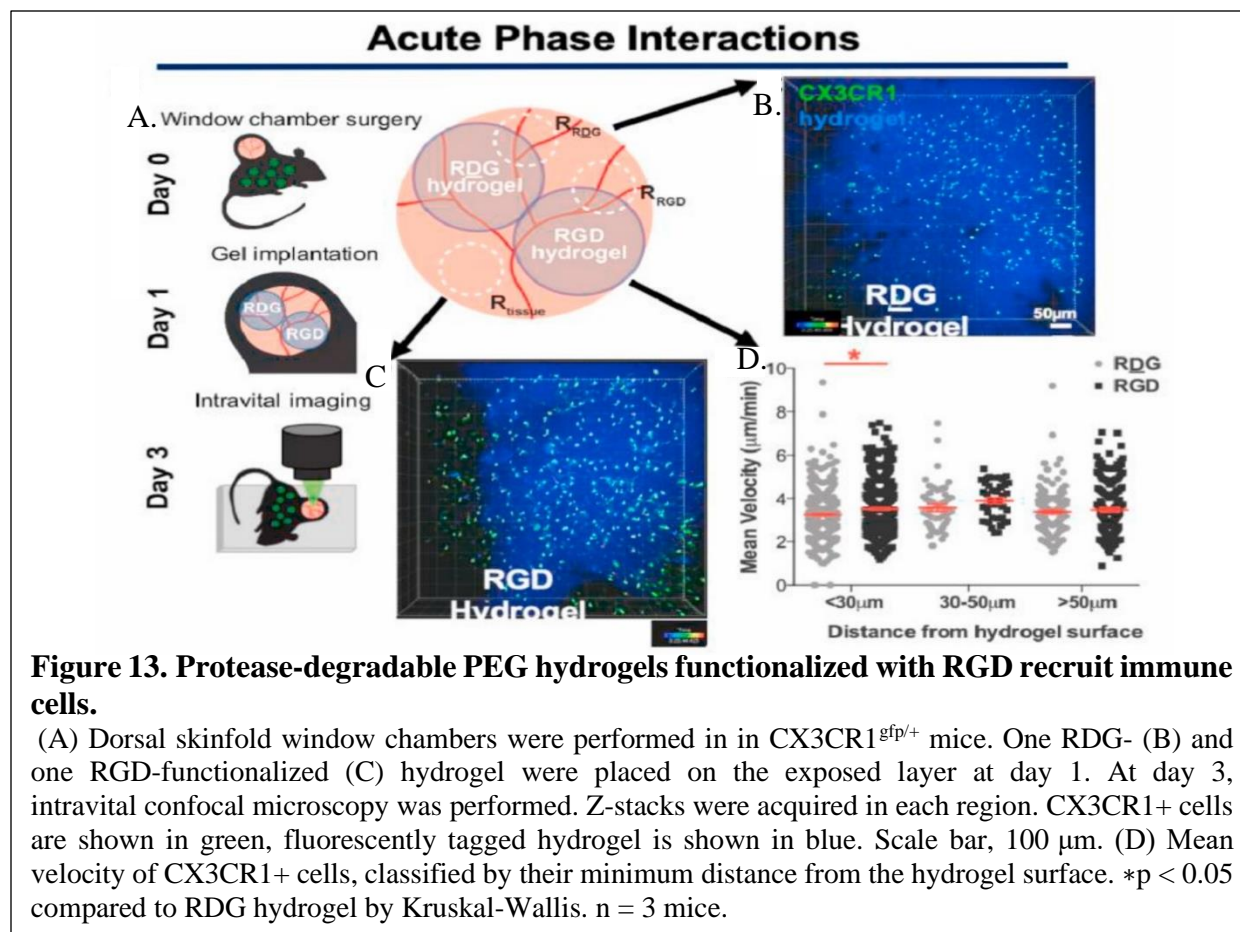 Acute Phase Interactions
A.
Window chamber surgery
Day 0
Gel implantation
Day 1
RDG
RGD
Intravital imaging
Day 3
R RDG
RDG
hydrogel
R RGD
RGD
hydrogel
R tissue
B.
CX3CR1
hydrogel
RDG
Hydrogel
50μm
C
RGD
Hydrogel
D.
*
RDG
RGD
Mean Velocity (μm/min)
10
8
6
4
2
0
<30μm 30-50μm >50μm
Distance from hydrogel surface
Figure 13. Protease-degradable PEG hydrogels functionalized with RGD recruit immune
cells.
(A) Dorsal skinfold window chambers were performed in in CX3CR1gfp/+ mice. One RDG- (B) and
one RGD-functionalized (C) hydrogel were placed on the exposed layer at day 1. At day 3,
intravital confocal microscopy was performed. Z-stacks were acquired in each region. CX3CR1+ cells
are shown in green, fluorescently tagged hydrogel is shown in blue. Scale bar, 100 μm. (D) Mean
velocity of CX3CR1+ cells, classified by their minimum distance from the hydrogel surface. *p < 0.05
compared to RDG hydrogel by Kruskal-Wallis. n = 3 mice.